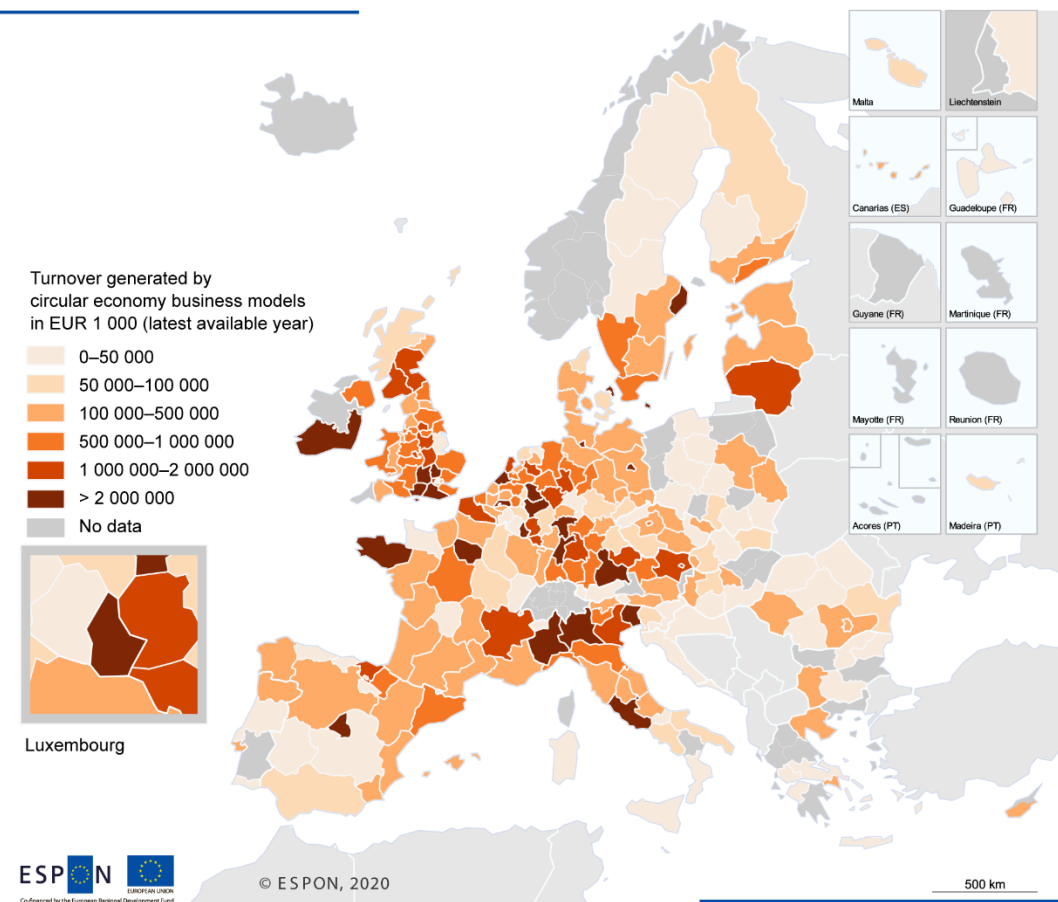 Malta
Liechtenstein
Canarias (ES)
Guadeloupe (FR)
Guyane (FR)
Martinique (FR)
Mayotte (FR)
Reunion (FR)
Acores (PT)
Madeira (PT)
Turnover generated by
circular economy business models
in EUR 1 000 (latest available year)
0–50 000
50 000–100 000
100 000–500 000
500 000–1 000 000
1 000 000–2 000 000
> 2 000 000
No data
Luxembourg
ESPON
EUROPEAN UNION
Co-financed by the European Regional Development Fund
© ESPON, 2020
500 km